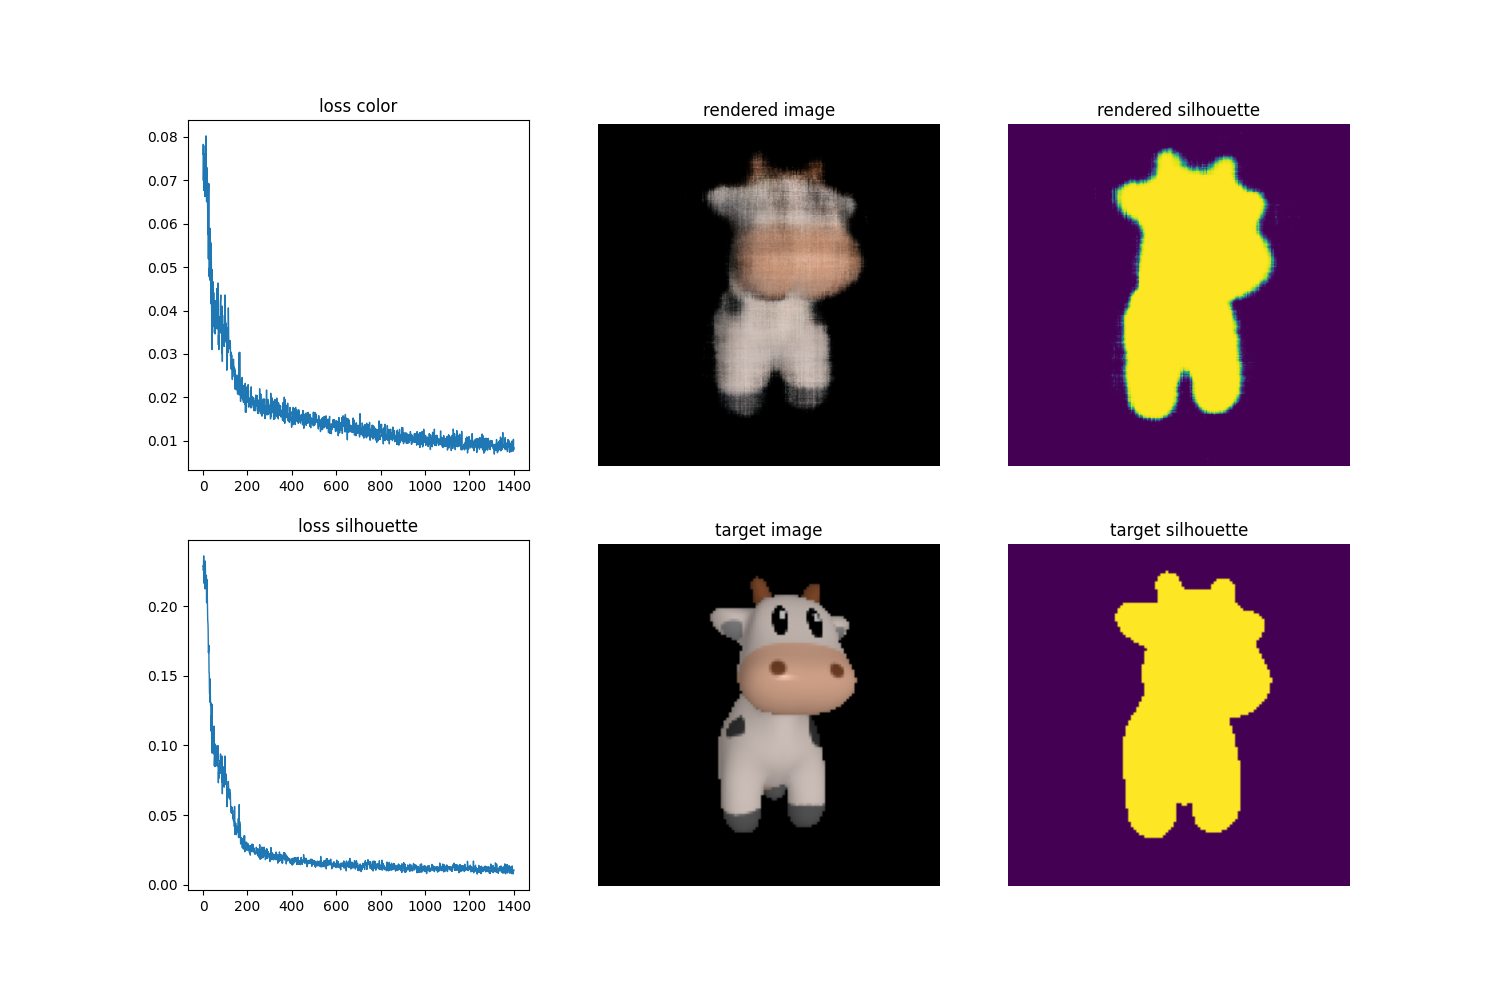 loss color
0.08
0.07
0.06
0.05
0.04
0.03
0.02
0.01
0 200 400 600 800 1000 1200 1400
rendered image
rendered silhouette
loss silhouette
0.20
0.15
0.10
0.05
0.00
0 200 400 600 800 1000 1200 1400
target image
target silhouette